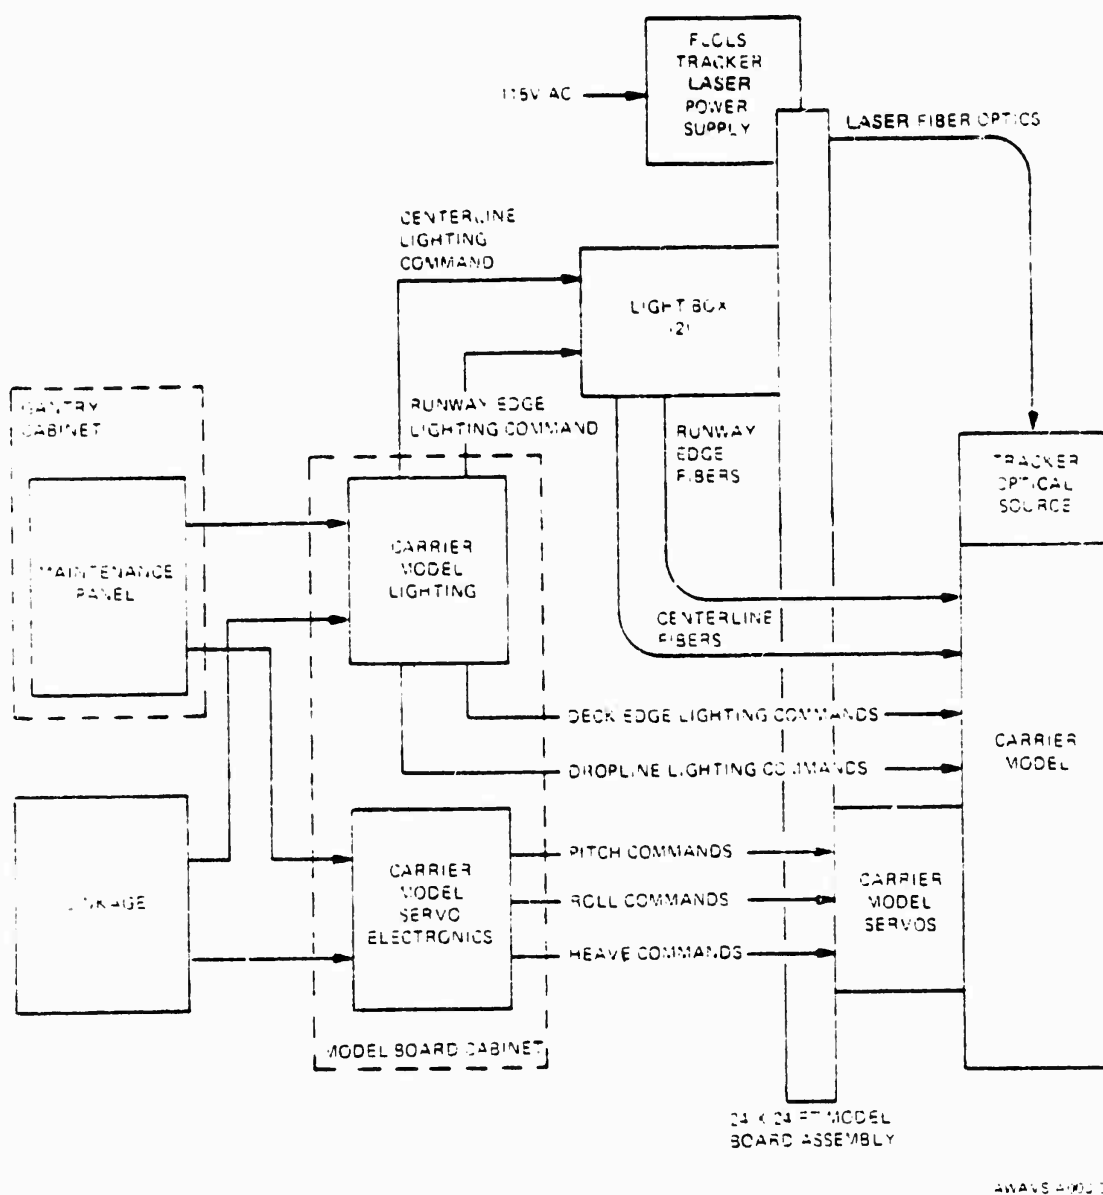 FLOLS
TRACKER
LASER
POWER
SUPPLY
115V AC
LASER FIBER OPTICS
CENTERLINE
LIGHTING
COMMAND
LIGHT BOX
(2)
RUNWAY EDGE
LIGHTING COMMAND
RUNWAY
EDGE
FIBERS
GANTRY
CABINET
TRACKER
OPTICAL
SOURCE
CARRIER
MODEL
LIGHTING
MAINTENANCE
PANEL
CENTERLINE
FIBERS
DECK EDGE LIGHTING COMMANDS
DROPLINE LIGHTING COMMANDS
CARRIER
MODEL
PITCH COMMANDS
ROLL COMMANDS
HEAVE COMMANDS
CARRIER
MODEL
SERVO
ELECTRONICS
CARRIER
MODEL
SERVOS
LINKAGE
MODEL BOARD CABINET
24 X 24 FT MODEL
BOARD ASSEMBLY